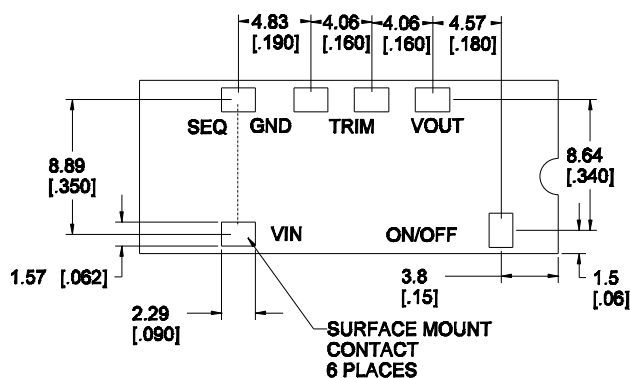 4.83 4.06 4.06 4.57
[.190] [.160] [.160] [.180]
SEQ GND TRIM VOUT
8.89
[.350]
8.64
[.340]
VIN ON/OFF
1.57 [.062]
3.8
[.15]
1.5
[.06]
2.29
[.090]
SURFACE MOUNT
CONTACT
6 PLACES